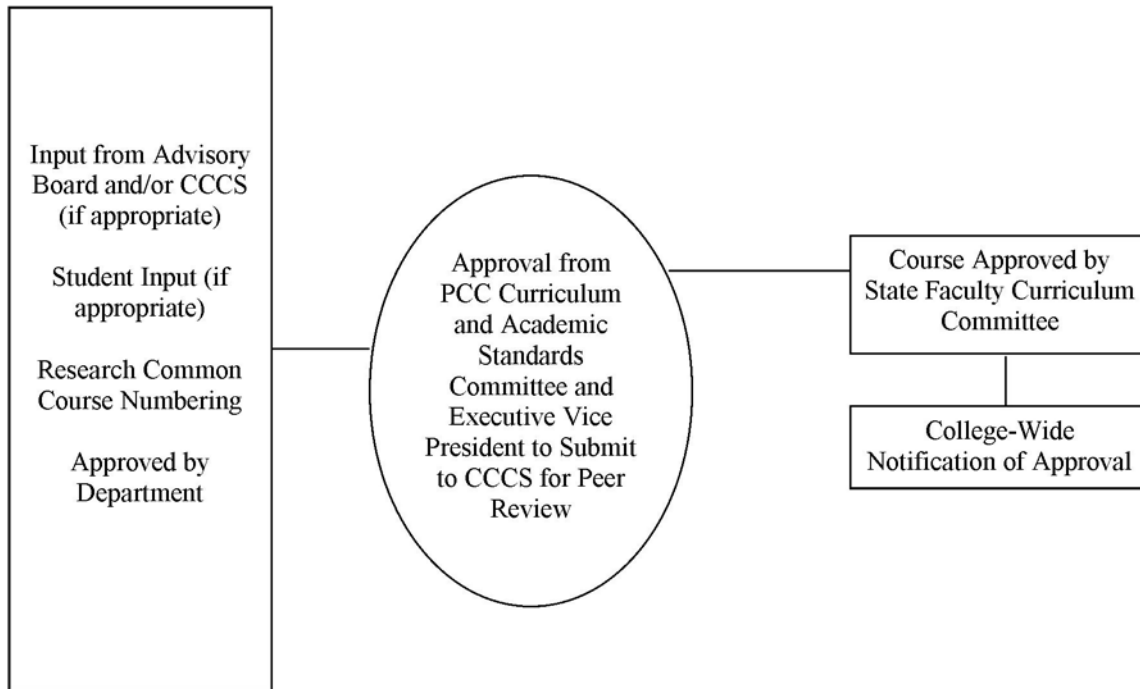 Input from Advisory
Board and/or CCCS
(if appropriate)
Student Input (if
appropriate)
Research Common
Course Numbering
Approved by
Department
Approval from
PCC Curriculum
and Academic
Standards
Committee and
Executive Vice
President to Submit
to CCCS for Peer
Review
Course Approved by
State Faculty Curriculum
Committee
College-Wide
Notification of Approval